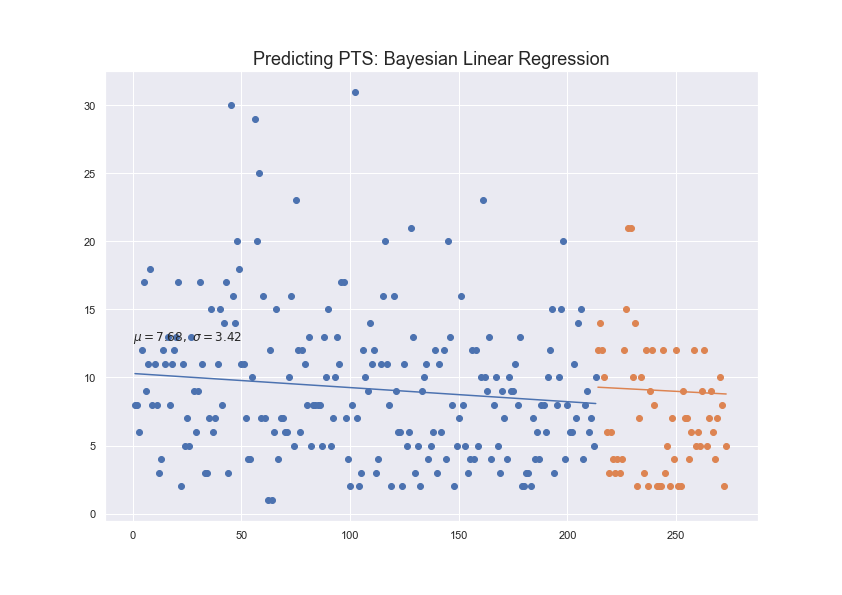 Predicting PTS: Bayesian Linear Regression
30
25
20
15
μ = 7.68, σ = 3.42
10
5
0
0 50 100 150 200 250